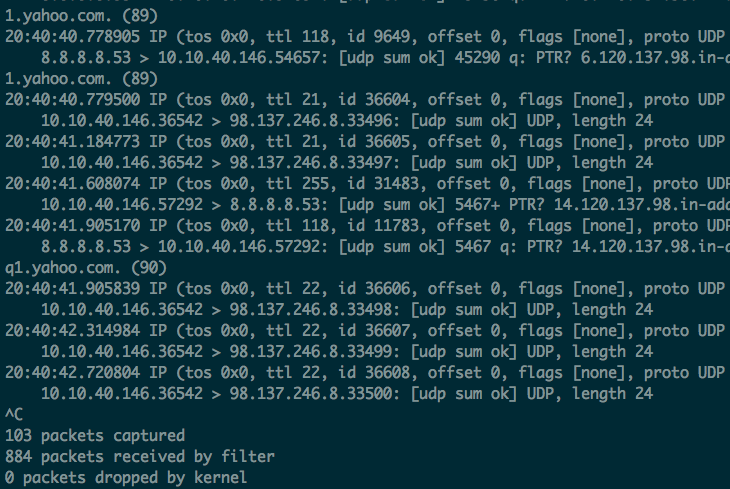 1.yahoo.com. (89)
20:40:40.778905 IP (tos 0x0, ttl 118, id 9649, offset 0, flags [none], proto UDP
8.8.8.8.53 > 10.10.40.146.54657: [udp sum ok] 45290 q: PTR? 6.120.137.98.in-a
1.yahoo.com. (89)
20:40:40.779500 IP (tos 0x0, ttl 21, id 36604, offset 0, flags [none], proto UDP
10.10.40.146.36542 > 98.137.246.8.33496: [udp sum ok] UDP, length 24
20:40:41.184773 IP (tos 0x0, ttl 21, id 36605, offset 0, flags [none], proto UDP
10.10.40.146.36542 > 98.137.246.8.33497: [udp sum ok] UDP, length 24
20:40:41.608074 IP (tos 0x0, ttl 255, id 31483, offset 0, flags [none], proto UDP
10.10.40.146.57292 > 8.8.8.8.53: [udp sum ok] 5467+ PTR? 14.120.137.98.in-add
20:40:41.905170 IP (tos 0x0, ttl 118, id 11783, offset 0, flags [none], proto UDP
8.8.8.8.53 > 10.10.40.146.57292: [udp sum ok] 5467 q: PTR? 14.120.137.98.in-a
q1.yahoo.com. (90)
20:40:41.905839 IP (tos 0x0, ttl 22, id 36606, offset 0, flags [none], proto UDP
10.10.40.146.36542 > 98.137.246.8.33498: [udp sum ok] UDP, length 24
20:40:42.314984 IP (tos 0x0, ttl 22, id 36607, offset 0, flags [none], proto UDP
10.10.40.146.36542 > 98.137.246.8.33499: [udp sum ok] UDP, length 24
20:40:42.720804 IP (tos 0x0, ttl 22, id 36608, offset 0, flags [none], proto UDP
10.10.40.146.36542 > 98.137.246.8.33500: [udp sum ok] UDP, length 24
^C
103 packets captured
884 packets received by filter
0 packets dropped by kernel